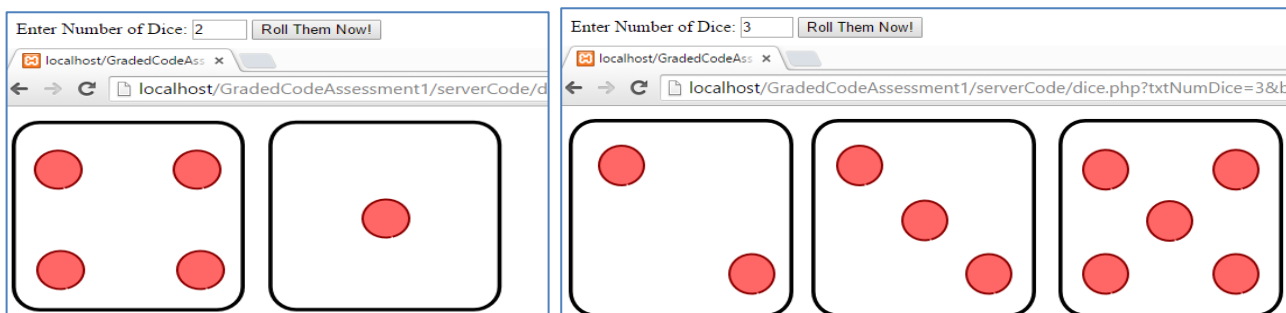 Enter Number of Dice: 2 Roll Them Now!
localhost/GradedCodeAss ×
localhost/GradedCodeAssessment1/serverCode/d
Enter Number of Dice: 3 Roll Them Now!
localhost/GradedCodeAss ×
localhost/GradedCodeAssessment1/serverCode/dice.php?txtNumDice=3&b